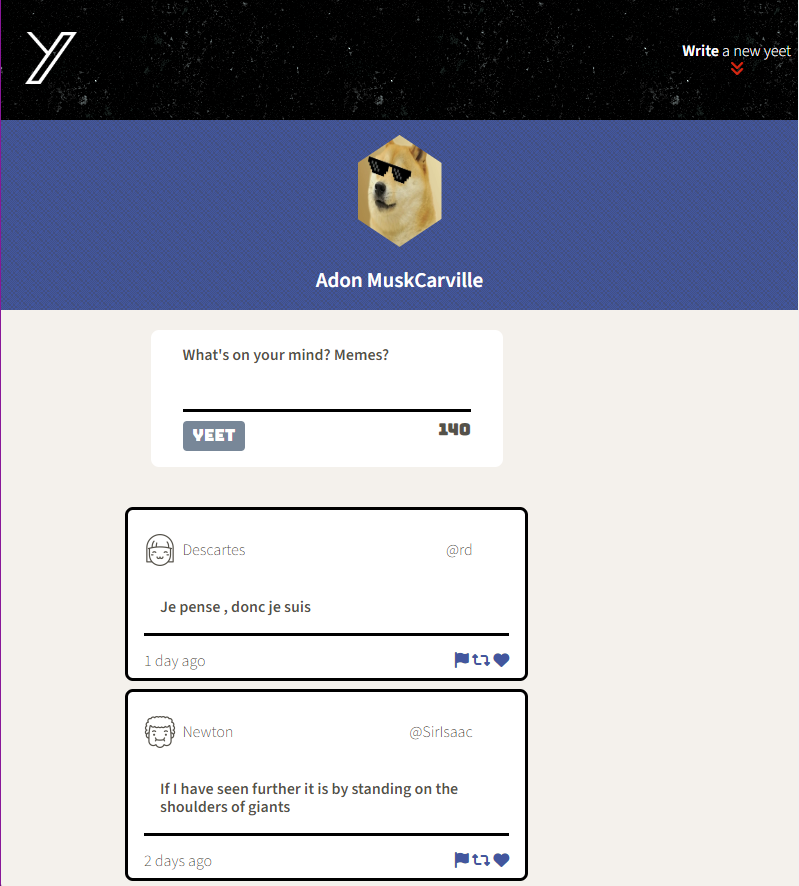 Y
Write a new yeet
Adon MuskCarville
What's on your mind? Memes?
YEET 140
Descartes @rd
Je pense , donc je suis
1 day ago
Newton @SirIsaac
If I have seen further it is by standing on the
shoulders of giants
2 days ago